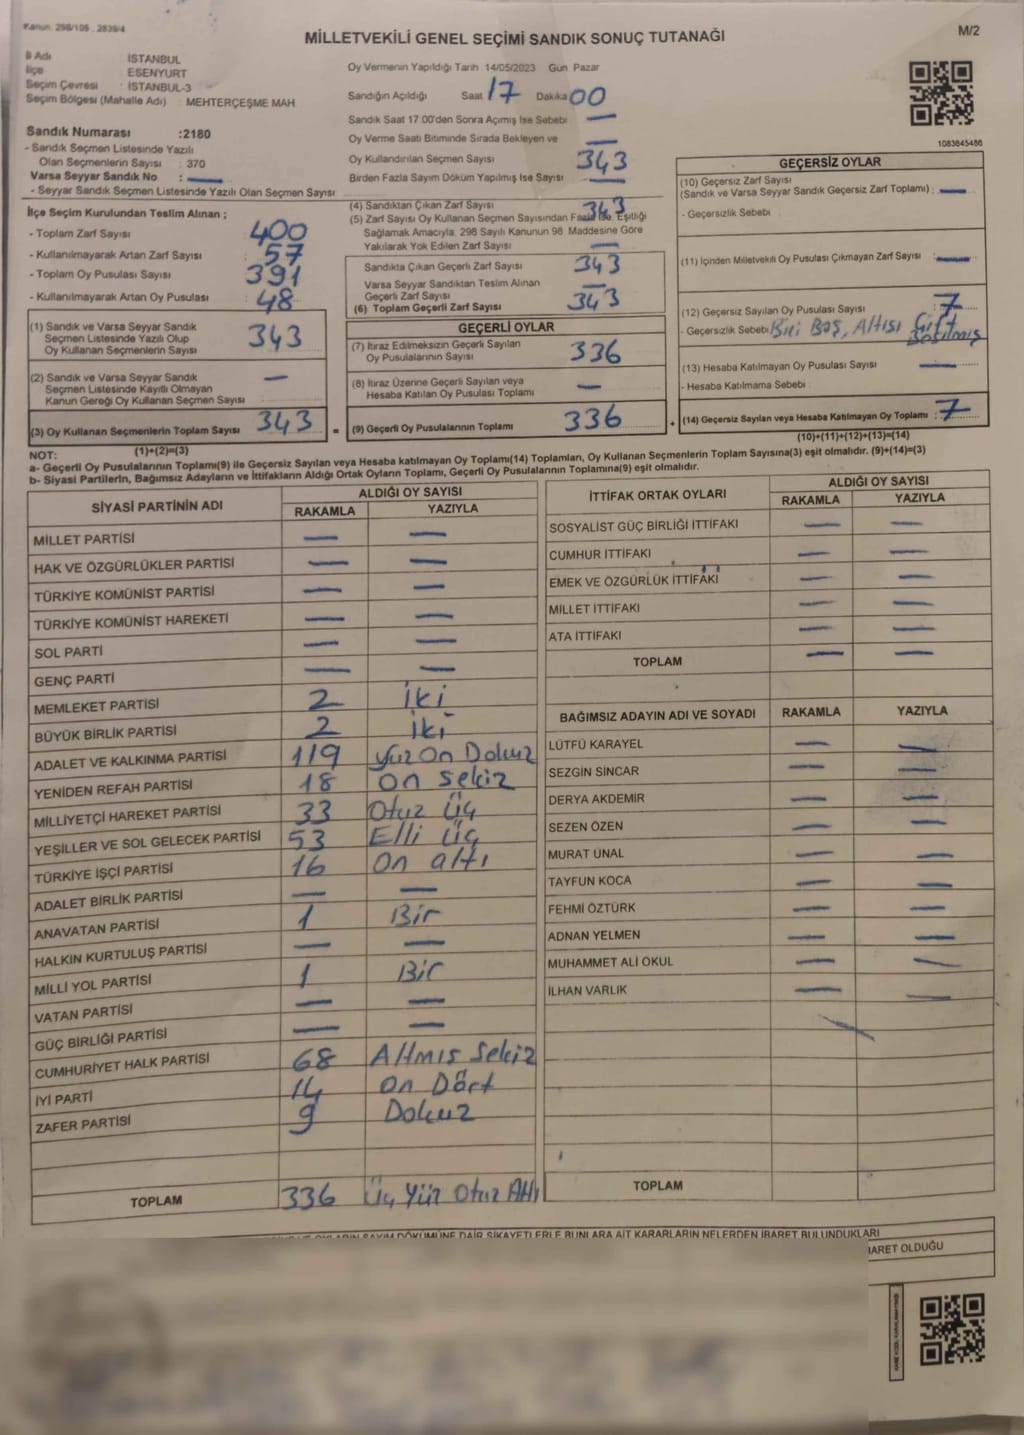 Kanun: 298/105 , 2839/4
M/2
MİLLETVEKİLİ GENEL SEÇİMİ SANDIK SONUÇ TUTANAĞI
İl Adı İSTANBUL
İlçe ESENYURT
Seçim Çevresi : İSTANBUL-3
Seçim Bölgesi (Mahalle Adı) : MEHTERÇEŞME MAH
Sandık Numarası :2180
- Sandık Seçmen Listesinde Yazılı
Olan Seçmenlerin Sayısı : 370
Varsa Seyyar Sandık No : —
- Seyyar Sandık Seçmen Listesinde Yazılı Olan Seçmen Sayısı
Oy Vermenin Yapıldığı Tarih 14/05/2023 Gün Pazar
Sandığın Açıldığı Saat 17 Dakika 00
Sandık Saat 17.00'den Sonra Açımış İse Sebebi —
Oy Verme Saati Bitiminde Sırada Bekleyen ve —
Oy Kullandırılan Seçmen Sayısı 343
Birden Fazla Sayım Döküm Yapılmış İse Sayısı —
1083645486
İlçe Seçim Kurulundan Teslim Alınan ;
- Toplam Zarf Sayısı 400
- Kullanılmayarak Artan Zarf Sayısı : 57
- Toplam Oy Pusulası Sayısı 391
- Kullanılmayarak Artan Oy Pusulası : 48
(1) Sandık ve Varsa Seyyar Sandık
Seçmen Listesinde Yazılı Olup
Oy Kullanan Seçmenlerin Sayısı 343
(2) Sandık ve Varsa Seyyar Sandık
Seçmen Listesinde Kayıtlı Olmayan
Kanun Gereği Oy Kullanan Seçmen Sayısı —
(3) Oy Kullanan Seçmenlerin Toplam Sayısı 343
(1)+(2)=(3)
(4) Sandıktan Çıkan Zarf Sayısı 343
(5) Zarf Sayısı Oy Kullanan Seçmen Sayısından Fazla İse, Eşitliği
Sağlamak Amacıyla, 298 Sayılı Kanunun 98 Maddesine Göre
Yakılarak Yok Edilen Zarf Sayısı —
Sandıkta Çıkan Geçerli Zarf Sayısı 343
Varsa Seyyar Sandıktan Teslim Alınan
Geçerli Zarf Sayısı —
(6) Toplam Geçerli Zarf Sayısı 343
GEÇERLİ OYLAR
(7) İtiraz Edilmeksizin Geçerli Sayılan
Oy Pusulalarının Sayısı 336
(8) İtiraz Üzerine Geçerli Sayılan veya
Hesaba Katılan Oy Pusulası Toplamı —
= (9) Geçerli Oy Pusulalarının Toplamı 336
GEÇERSİZ OYLAR
(10) Geçersiz Zarf Sayısı
(Sandık ve Varsa Seyyar Sandık Geçersiz Zarf Toplamı) : —
- Geçersizlik Sebebi
(11) İçinden Milletvekili Oy Pusulası Çıkmayan Zarf Sayısı —
(12) Geçersiz Sayılan Oy Pusulası Sayısı 7
- Geçersizlik Sebebi Biri Boş, Altısı Çift
Basılmış
(13) Hesaba Katılmayan Oy Pusulası Sayısı —
- Hesaba Katılmama Sebebi
+ (14) Geçersiz Sayılan veya Hesaba Katılmayan Oy Toplamı : 7
(10)+(11)+(12)+(13)=(14)
NOT:
a- Geçerli Oy Pusulalarının Toplamı(9) ile Geçersiz Sayılan veya Hesaba katılmayan Oy Toplamı(14) Toplamları, Oy Kullanan Seçmenlerin Toplam Sayısına(3) eşit olmalıdır. (9)+(14)=(3)
b- Siyasi Partilerin, Bağımsız Adayların ve İttifakların Aldığı Ortak Oyların Toplamı, Geçerli Oy Pusulalarının Toplamına(9) eşit olmalıdır.
SİYASİ PARTİNİN ADI ALDIĞI OY SAYISI
RAKAMLA YAZIYLA
MİLLET PARTİSİ — —
HAK VE ÖZGÜRLÜKLER PARTİSİ — —
TÜRKİYE KOMÜNİST PARTİSİ — —
TÜRKİYE KOMÜNİST HAREKETİ — —
SOL PARTİ — —
GENÇ PARTİ — —
MEMLEKET PARTİSİ 2 iki
BÜYÜK BİRLİK PARTİSİ 2 iki
ADALET VE KALKINMA PARTİSİ 119 yüz on Dokuz
YENİDEN REFAH PARTİSİ 18 on sekiz
MİLLİYETÇİ HAREKET PARTİSİ 33 Otuz Üç
YEŞİLLER VE SOL GELECEK PARTİSİ 53 Elli üç
TÜRKİYE İŞÇİ PARTİSİ 16 on altı
ADALET BİRLİK PARTİSİ — —
ANAVATAN PARTİSİ 1 Bir
HALKIN KURTULUŞ PARTİSİ — —
MİLLİ YOL PARTİSİ 1 Bir
VATAN PARTİSİ — —
GÜÇ BİRLİĞİ PARTİSİ — —
CUMHURİYET HALK PARTİSİ 68 Altmış Sekiz
İYİ PARTİ 14 on Dört
ZAFER PARTİSİ 9 Dokuz
TOPLAM 336 Üç Yüz Otuz Altı
İTTİFAK ORTAK OYLARI ALDIĞI OY SAYISI
RAKAMLA YAZIYLA
SOSYALİST GÜÇ BİRLİĞİ İTTİFAKI — —
CUMHUR İTTİFAKI — —
EMEK VE ÖZGÜRLÜK İTTİFAKI — —
MİLLET İTTİFAKI — —
ATA İTTİFAKI — —
TOPLAM — —
BAĞIMSIZ ADAYIN ADI VE SOYADI RAKAMLA YAZIYLA
LÜTFÜ KARAYEL — —
SEZGİN SİNCAR — —
DERYA AKDEMİR — —
SEZEN ÖZEN — —
MURAT ÜNAL — —
TAYFUN KOCA — —
FEHMİ ÖZTÜRK — —
ADNAN YELMEN — —
MUHAMMET ALİ OKUL — —
İLHAN VARLIK — —
TOPLAM
SAYIM DÖKÜMÜNE DAİR ŞİKAYETLERLE BUNLARA AİT KARARLARIN NELERDEN İBARET BULUNDUKLARI
BARET OLDUĞU